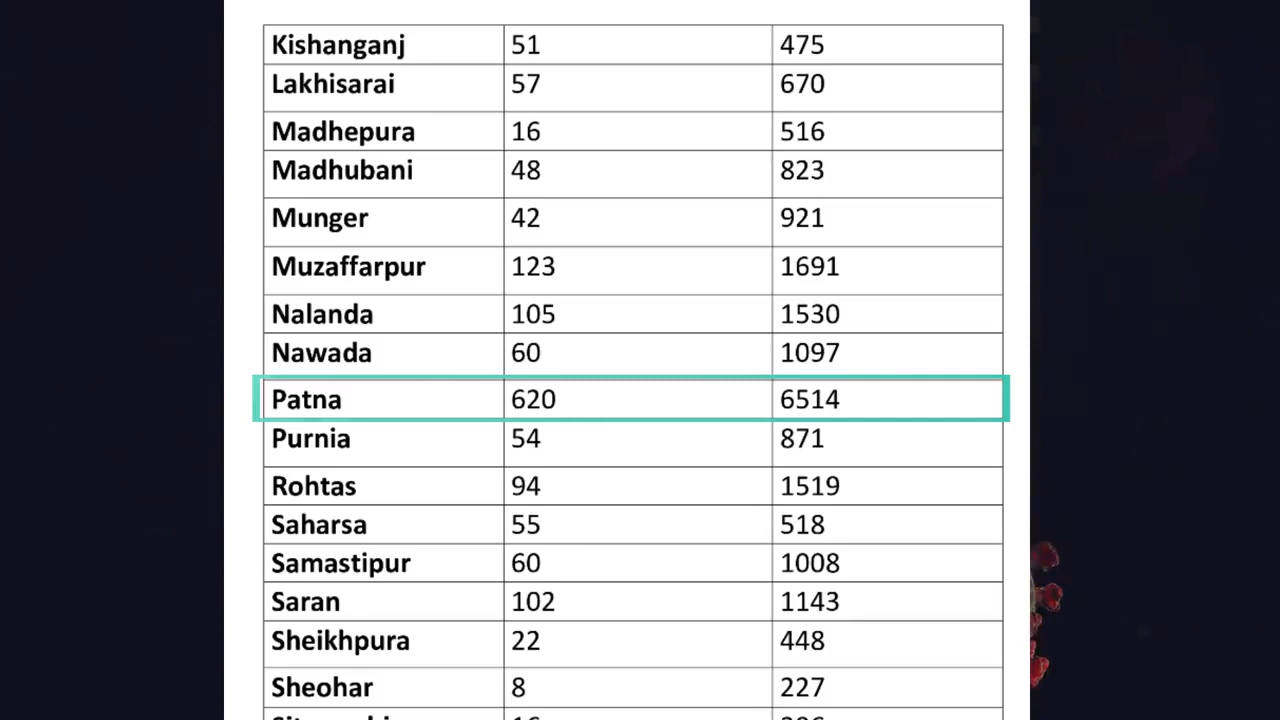 Kishanganj 51 475
Lakhisarai 57 670
Madhepura 16 516
Madhubani 48 823
Munger 42 921
Muzaffarpur 123 1691
Nalanda 105 1530
Nawada 60 1097
Patna 620 6514
Purnia 54 871
Rohtas 94 1519
Saharsa 55 518
Samastipur 60 1008
Saran 102 1143
Sheikhpura 22 448
Sheohar 8 227